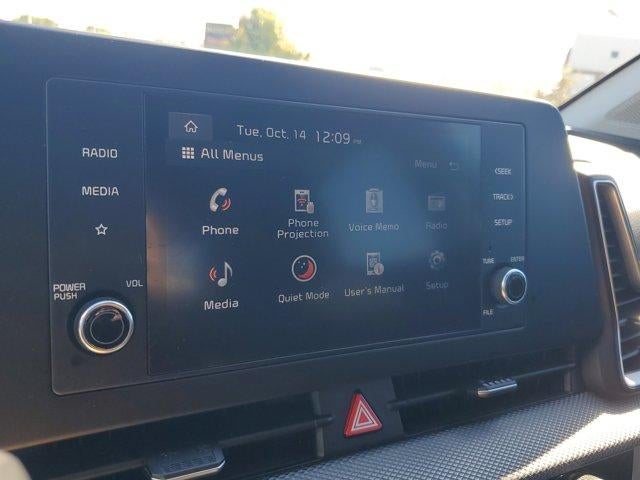 Tue, Oct. 14 12:09 PM
All Menus
Menu
RADIO
MEDIA
POWER
PUSH
VOL
Phone
Phone
Projection
Voice Memo
Radio
Media
Quiet Mode
User's Manual
Setup
<SEEK
TRACK>
SETUP
TUNE
ENTER
FILE